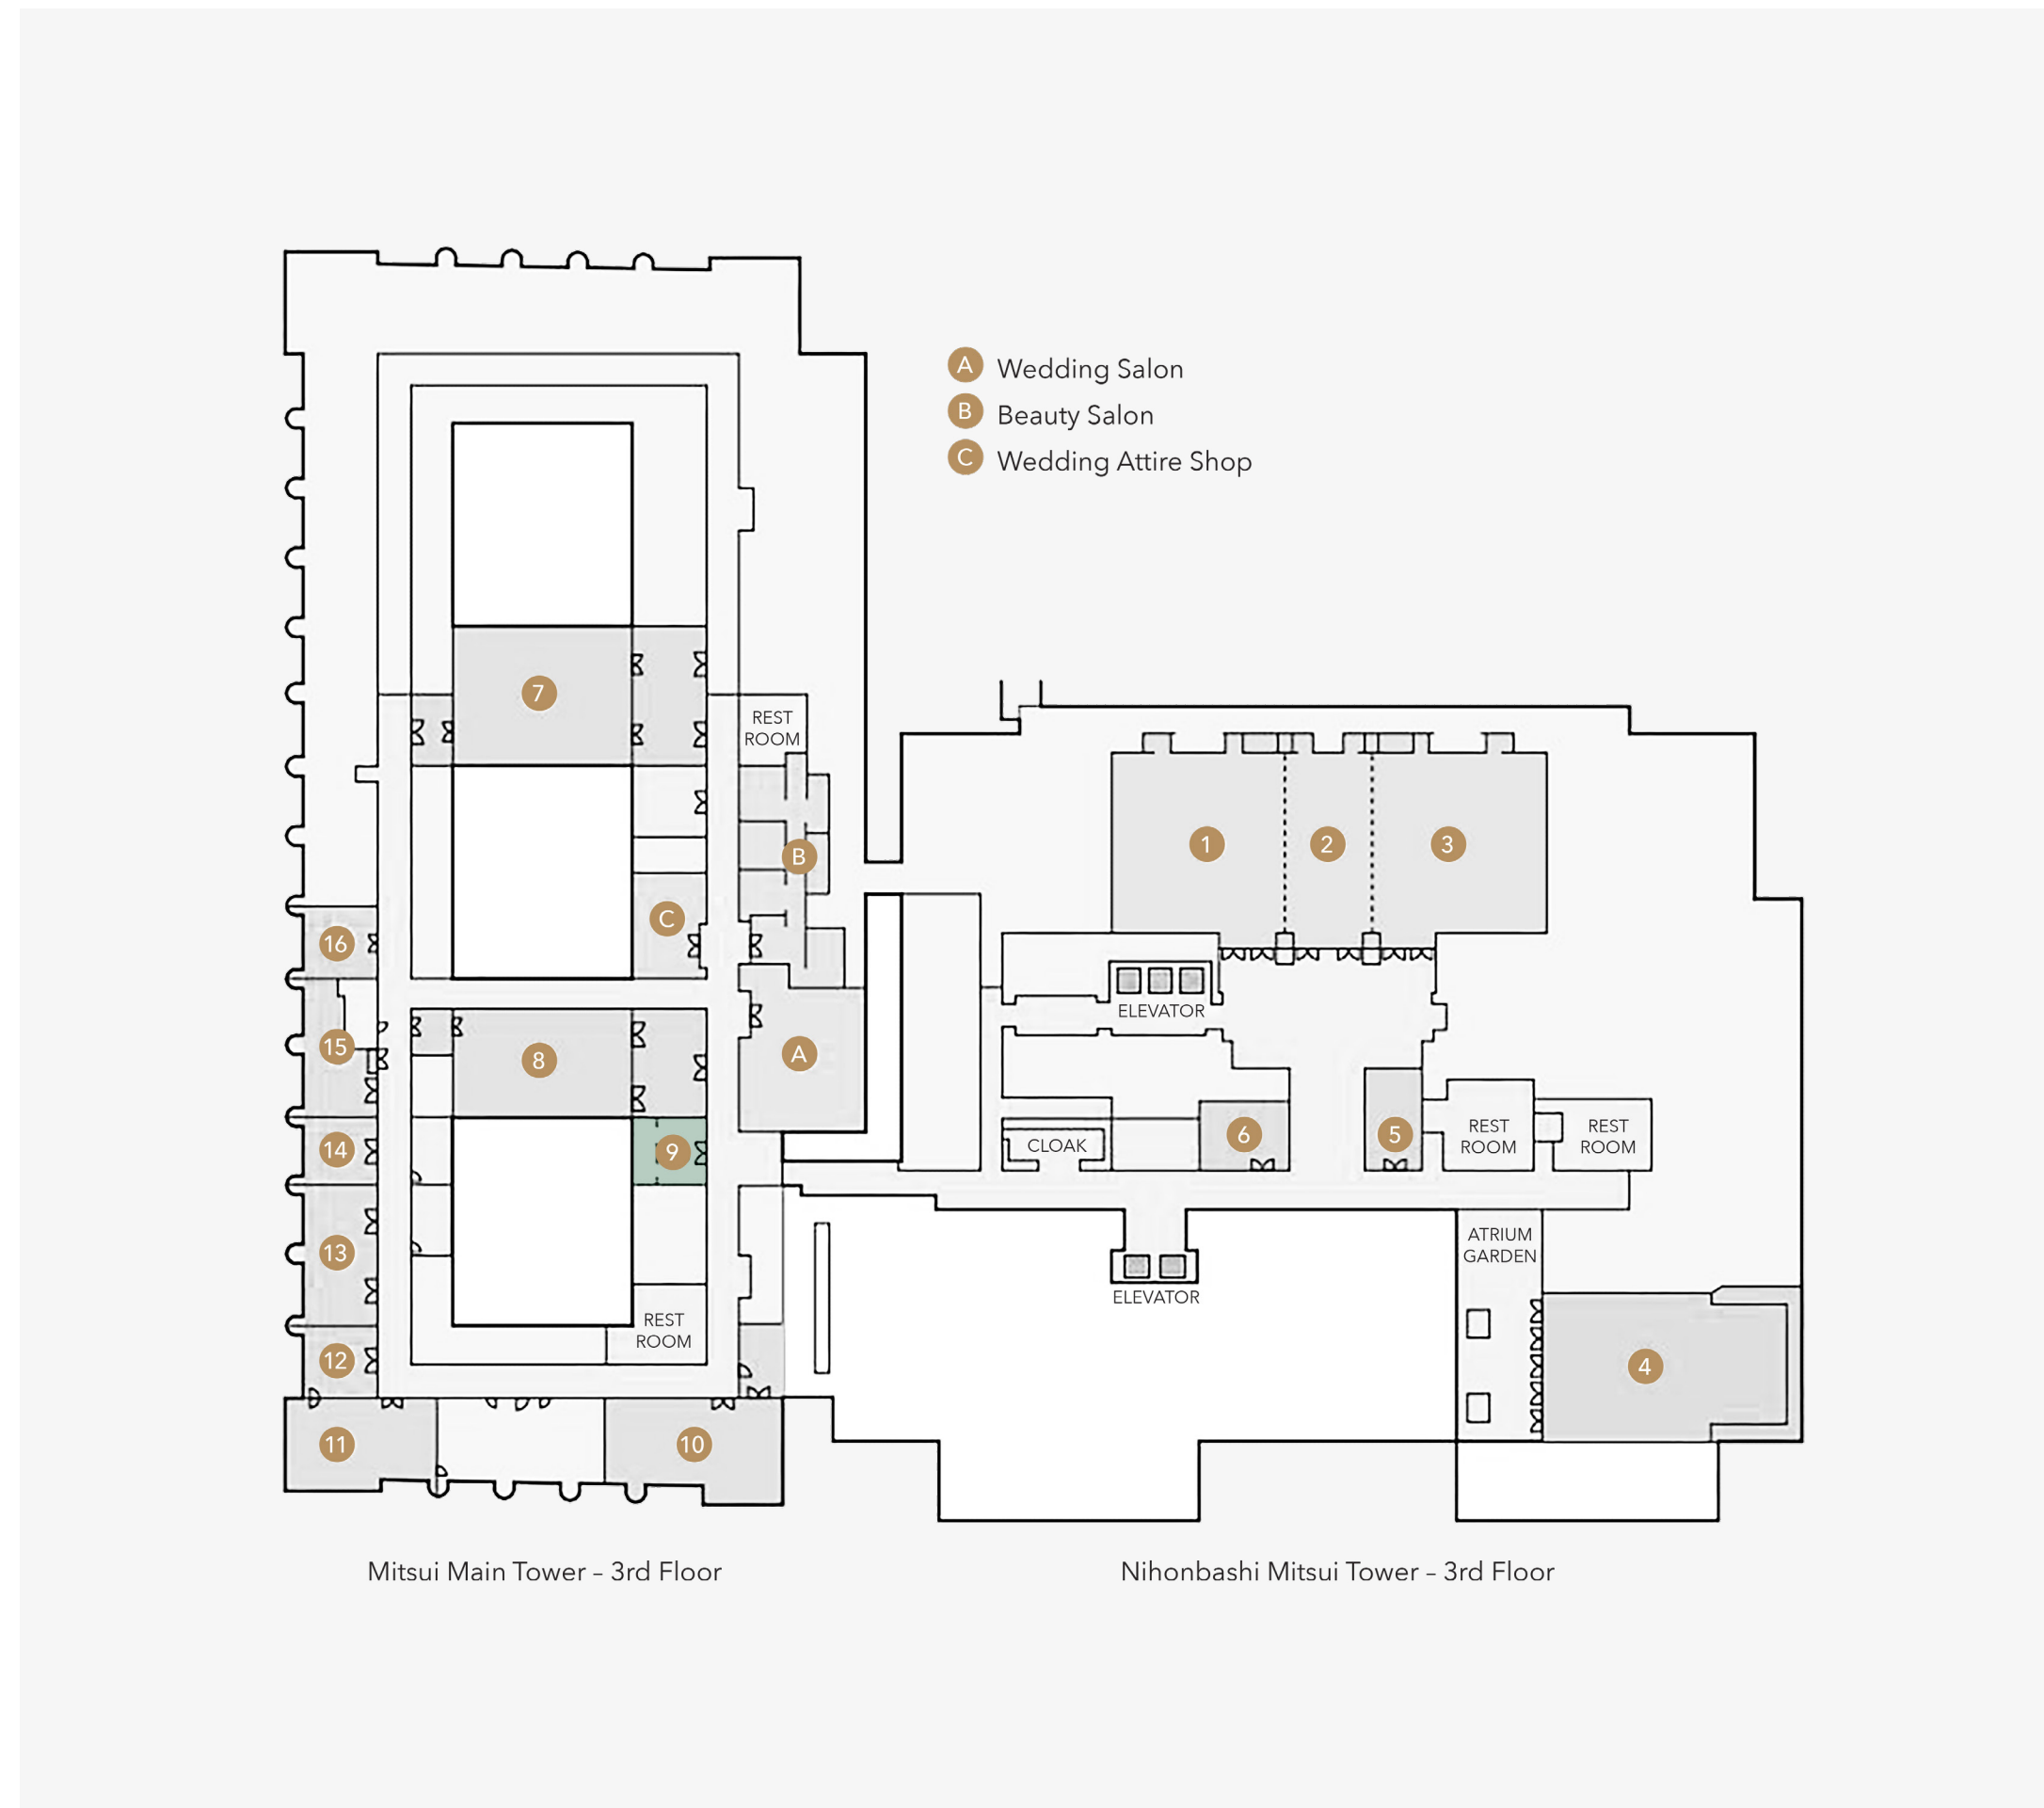 A Wedding Salon
B Beauty Salon
C Wedding Attire Shop
7
REST
ROOM
B
C
16
15
8
A
14
9
13
REST
ROOM
12
11
10
1
2
3
ELEVATOR
6
5
CLOAK
REST
ROOM
REST
ROOM
ATRIUM
GARDEN
ELEVATOR
4
Mitsui Main Tower – 3rd Floor
Nihonbashi Mitsui Tower – 3rd Floor